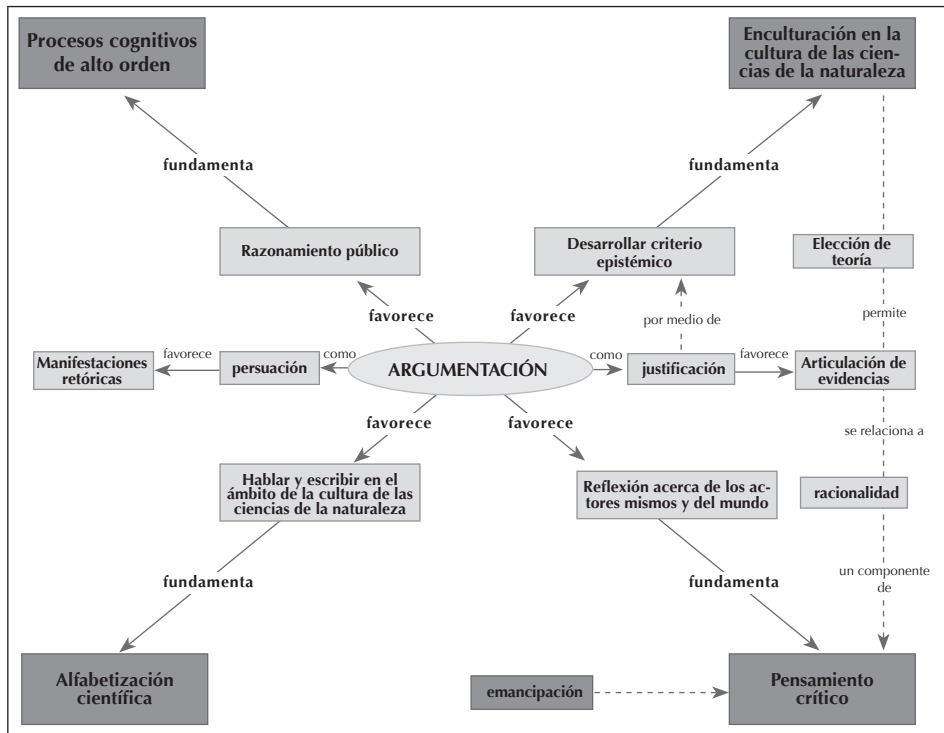 Procesos cognitivos
de alto orden
Enculturación en la
cultura de las cien-
cias de la naturaleza
fundamenta
fundamenta
Razonamiento público
Desarrollar criterio
epistémico
Elección de
teoría
favorece
favorece
por medio de
permite
Manifestaciones
retóricas
favorece
persuación
como
ARGUMENTACIÓN
como
justificación
favorece
Articulación de
evidencias
favorece
favorece
se relaciona a
Hablar y escribir en el
ámbito de la cultura de las
ciencias de la naturaleza
Reflexión acerca de los ac-
tores mismos y del mundo
racionalidad
fundamenta
fundamenta
un componente
de
Alfabetización
científica
emancipación
Pensamiento
crítico